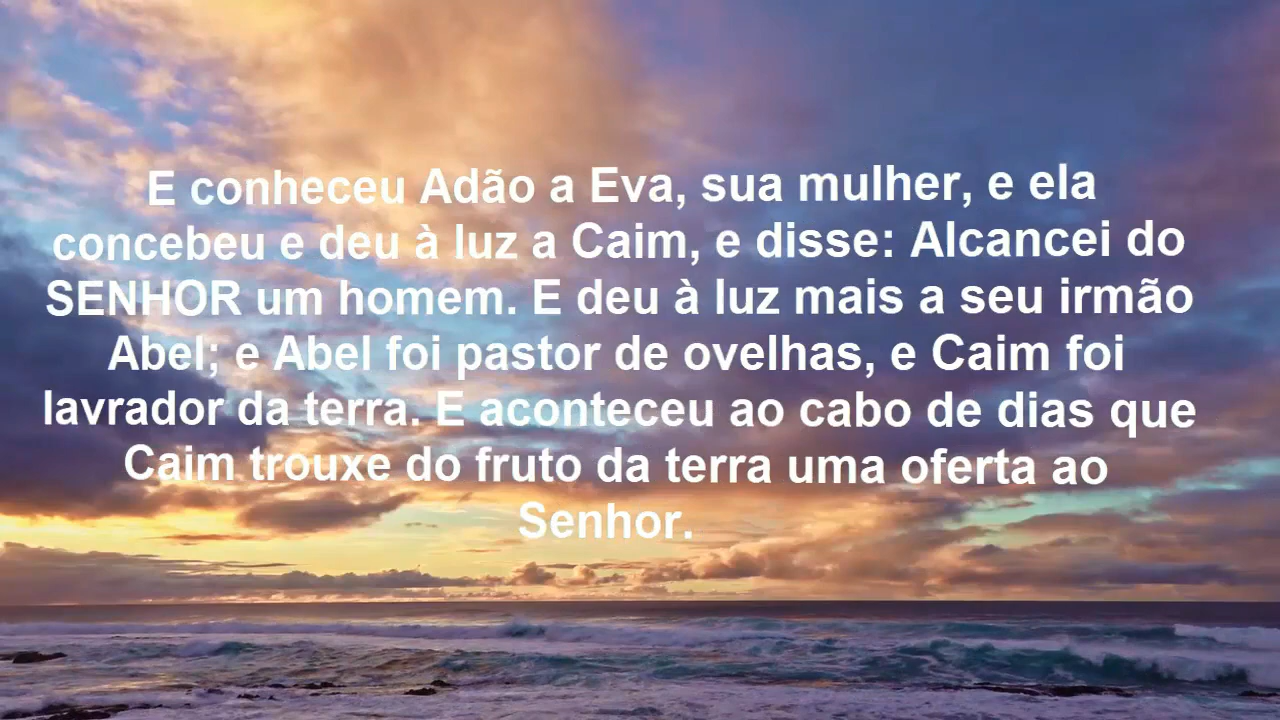 E conheceu Adão a Eva, sua mulher, e ela
concebeu e deu à luz a Caim, e disse: Alcancei do
SENHOR um homem. E deu à luz mais a seu irmão
Abel; e Abel foi pastor de ovelhas, e Caim foi
lavrador da terra. E aconteceu ao cabo de dias que
Caim trouxe do fruto da terra uma oferta ao
Senhor.